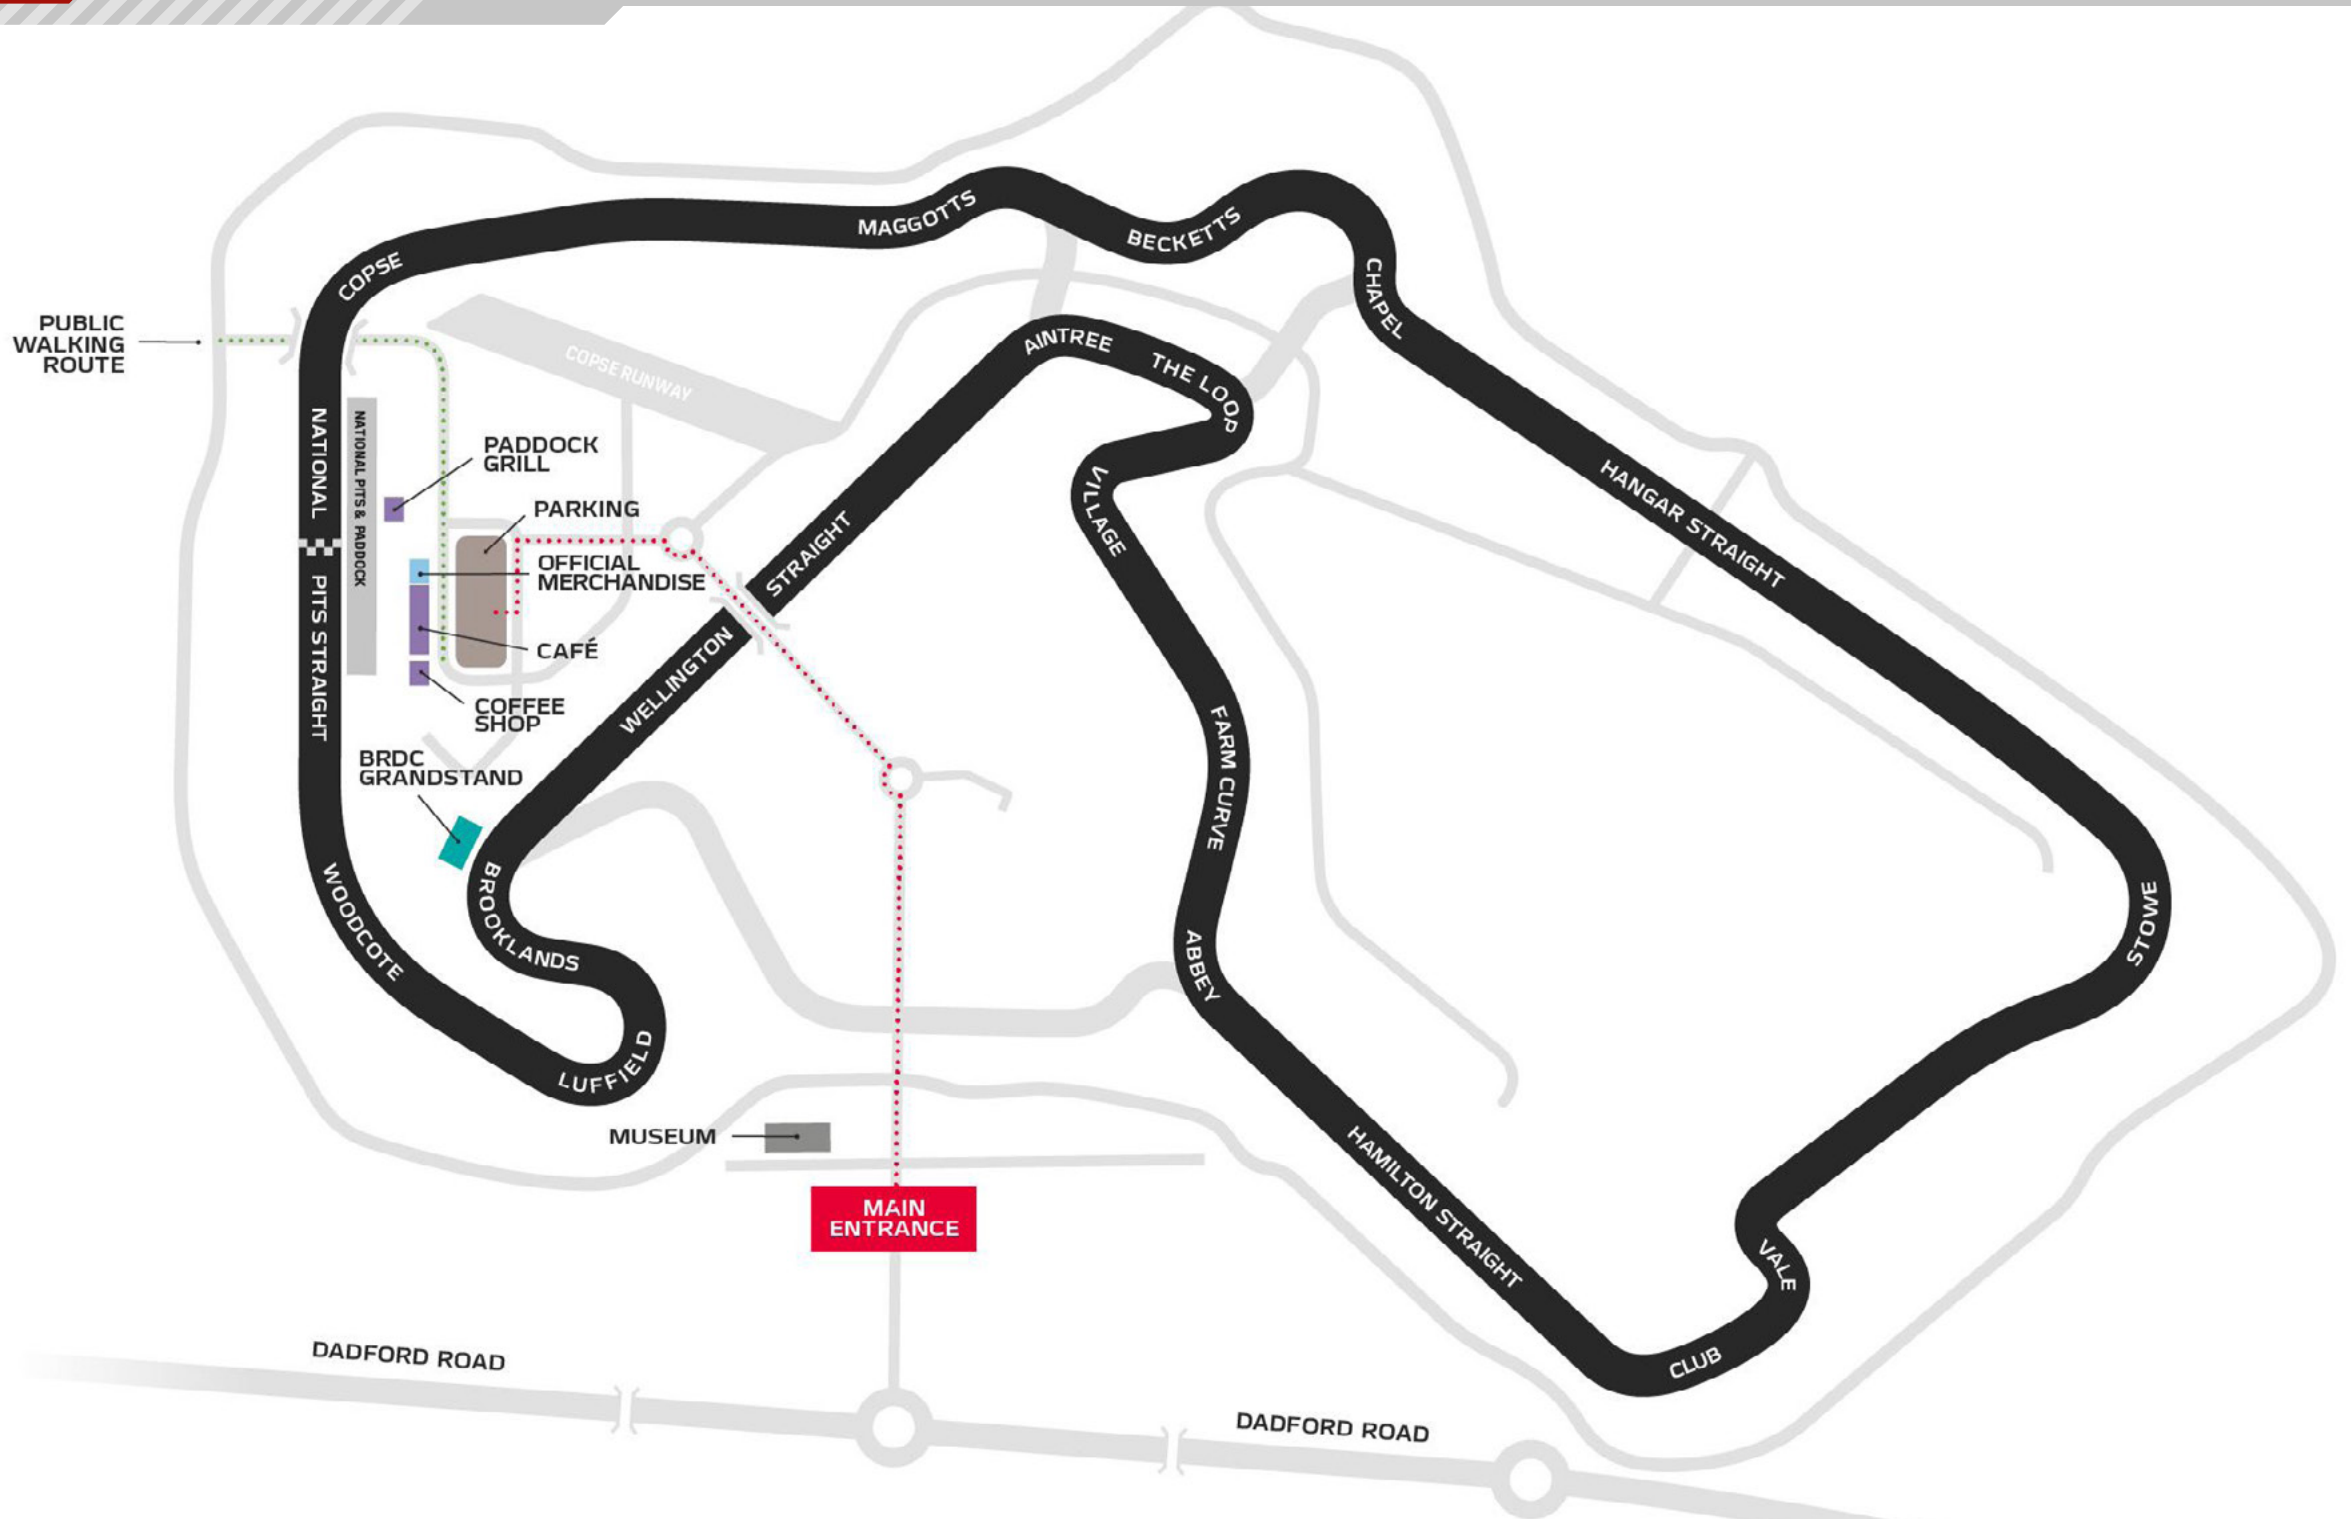 MAGGOTTS
BECKETTS
COPSE
CHAPEL
PUBLIC
WALKING
ROUTE
COPSE RUNWAY
AINTREE
THE LOOP
NATIONAL PITS STRAIGHT
NATIONAL PITS & PADDOCK
PADDOCK
GRILL
PARKING
OFFICIAL
MERCHANDISE
CAFÉ
COFFEE
SHOP
BRDC
GRANDSTAND
WELLINGTON STRAIGHT
VILLAGE
HANGAR STRAIGHT
FARM CURVE
WOODCOTE
BROOKLANDS
LUFFIELD
ABBEY
STOWE
MUSEUM
MAIN
ENTRANCE
HAMILTON STRAIGHT
VALE
CLUB
DADFORD ROAD
DADFORD ROAD